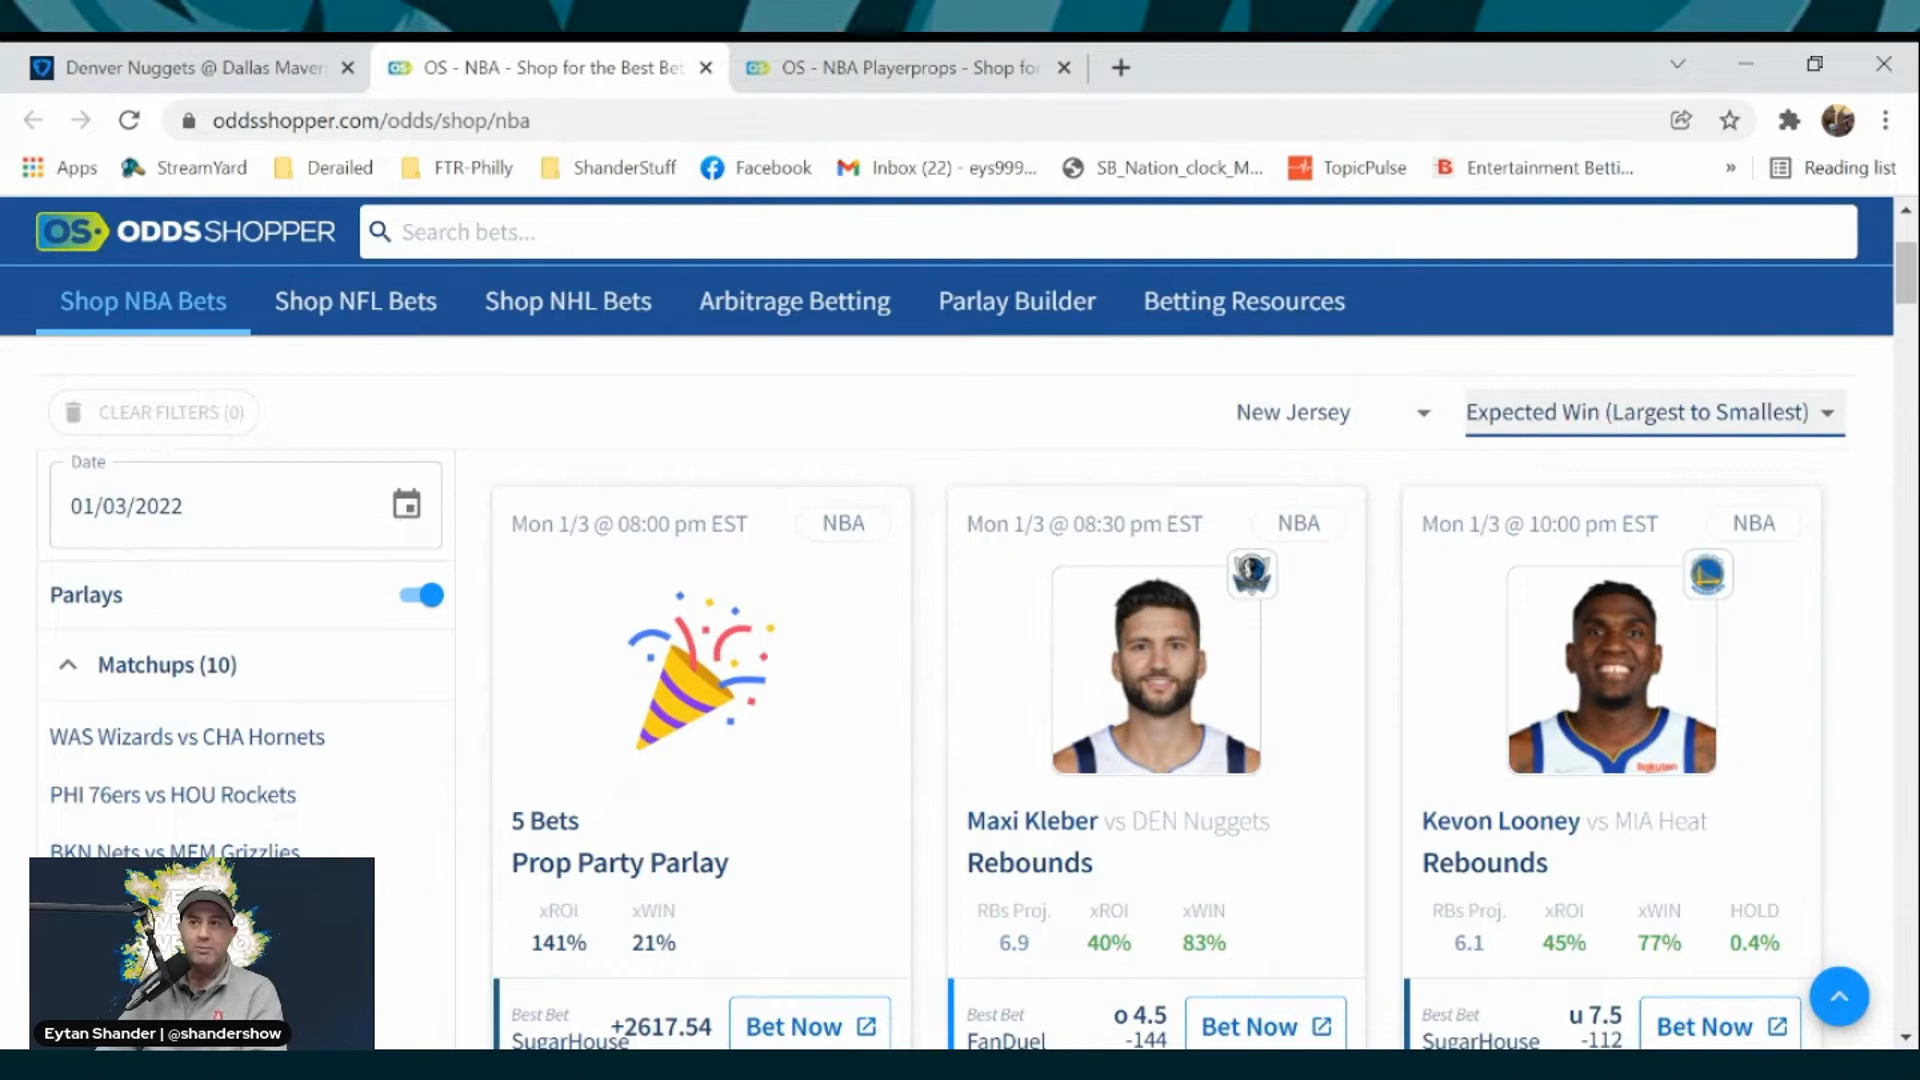 Denver Nuggets @ Dallas Maver
OS - NBA - Shop for the Best Bet
OS - NBA Playerprops - Shop for
oddsshopper.com/odds/shop/nba
Apps
StreamYard
Derailed
FTR-Philly
ShanderStuff
Facebook
Inbox (22) - eys999...
SB_Nation_clock_M...
TopicPulse
Entertainment Betti...
»
Reading list
OS ODDSSHOPPER
Search bets...
Shop NBA Bets
Shop NFL Bets
Shop NHL Bets
Arbitrage Betting
Parlay Builder
Betting Resources
CLEAR FILTERS (0)
New Jersey
Expected Win (Largest to Smallest)
Date
01/03/2022
Parlays
Matchups (10)
WAS Wizards vs CHA Hornets
PHI 76ers vs HOU Rockets
BKN Nets vs MEM Grizzlies
Mon 1/3 @ 08:00 pm EST
NBA
5 Bets
Prop Party Parlay
xROI xWIN
141% 21%
Best Bet
SugarHouse
+2617.54
Bet Now
Mon 1/3 @ 08:30 pm EST
NBA
Maxi Kleber vs DEN Nuggets
Rebounds
RBs Proj. xROI xWIN
6.9 40% 83%
Best Bet
FanDuel
o 4.5
-144
Bet Now
Mon 1/3 @ 10:00 pm EST
NBA
Rakuten
Kevon Looney vs MIA Heat
Rebounds
RBs Proj. xROI xWIN HOLD
6.1 45% 77% 0.4%
Best Bet
SugarHouse
u 7.5
-112
Bet Now
Eytan Shander | @shandershow